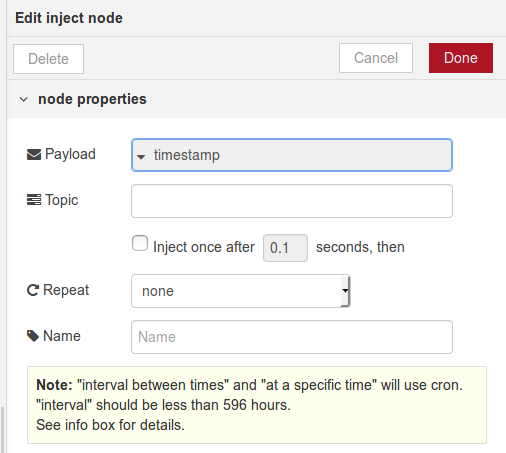 Edit inject node
Delete
Cancel
Done
node properties
Payload
timestamp
Topic
Inject once after 0.1 seconds, then
Repeat
none
Name
Name
Note: "interval between times" and "at a specific time" will use cron.
"interval" should be less than 596 hours.
See info box for details.